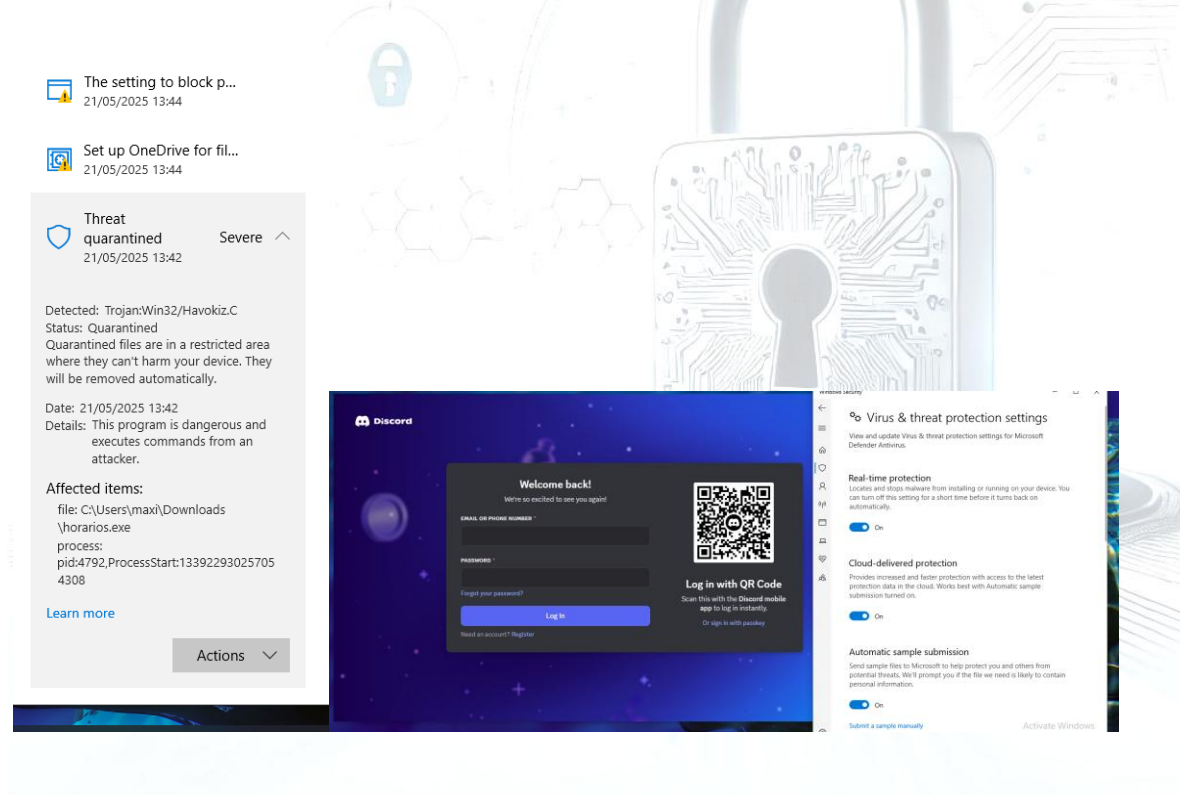 The setting to block p...
21/05/2025 13:44
Set up OneDrive for fil...
21/05/2025 13:44
Threat
quarantined
Severe
21/05/2025 13:42
Detected: Trojan:Win32/Havokiz.C
Status: Quarantined
Quarantined files are in a restricted area
where they can't harm your device. They
will be removed automatically.
Date: 21/05/2025 13:42
Details: This program is dangerous and
executes commands from an
attacker.
Affected items:
file: C:\Users\maxi\Downloads
\horarios.exe
process:
pid:4792,ProcessStart:13392293025705
4308
Learn more
Actions
Discord
Welcome back!
We're so excited to see you again!
EMAIL OR PHONE NUMBER *
PASSWORD *
Forgot your password?
Log In
Need an account? Register
Log in with QR Code
Scan this with the Discord mobile
app to log in instantly.
Or sign in with passkey
Windows Security
Virus & threat protection settings
View and update Virus & threat protection settings for Microsoft
Defender Antivirus.
Real-time protection
Locates and stops malware from installing or running on your device. You
can turn off this setting for a short time before it turns back on
automatically.
On
Cloud-delivered protection
Provides increased and faster protection with access to the latest
protection data in the cloud. Works best with Automatic sample
submission turned on.
On
Automatic sample submission
Send sample files to Microsoft to help protect you and others from
potential threats. We'll prompt you if the file we need is likely to contain
personal information.
On
Submit a sample manually
Activate Windows